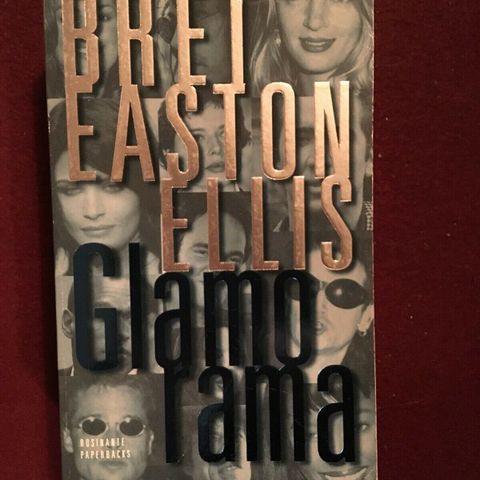 BRET
EASTON
ELLIS
Glamo
rama
ROSINANTE
PAPERBACKS